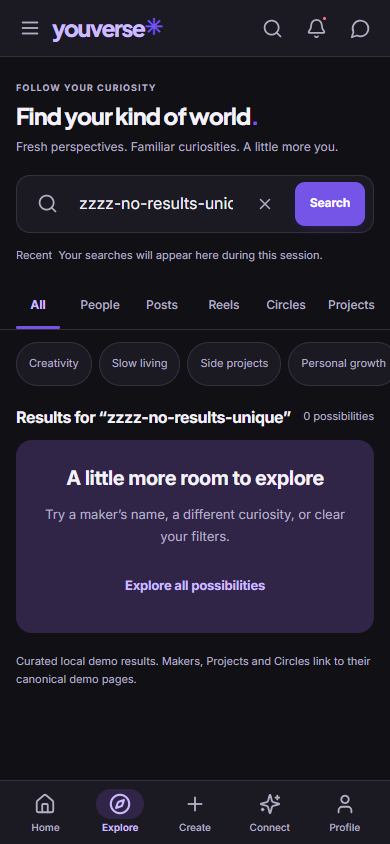 youverse
FOLLOW YOUR CURIOSITY
Find your kind of world.
Fresh perspectives. Familiar curiosities. A little more you.
zzzz-no-results-uniq
Search
Recent Your searches will appear here during this session.
All People Posts Reels Circles Projects
Creativity Slow living Side projects Personal growth
Results for “zzzz-no-results-unique” 0 possibilities
A little more room to explore
Try a maker’s name, a different curiosity, or clear
your filters.
Explore all possibilities
Curated local demo results. Makers, Projects and Circles link to their
canonical demo pages.
Home Explore Create Connect Profile